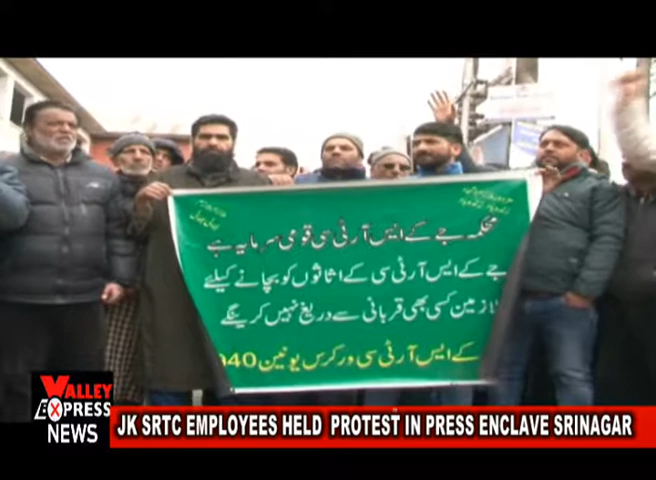 محکمہ جے کے ایس آر ٹی سی قومی سرمایہ ہے
جے کے ایس آر ٹی سی کے اثاثوں کو بچانے کیلئے
ملازمین کسی بھی قربانی سے دریغ نہیں کرینگے
کے ایس آر ٹی سی ورکرس یونین 940
VALLEY
EXPRESS
NEWS
JK SRTC EMPLOYEES HELD PROTEST IN PRESS ENCLAVE SRINAGAR